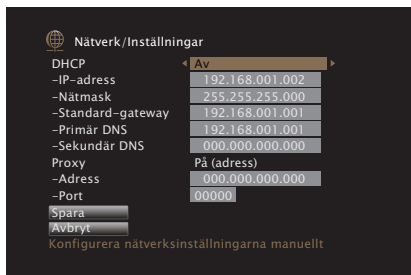 Nätverk/Inställningar
DHCP Av
–IP-adress 192.168.001.002
–Nätmask 255.255.255.000
–Standard-gateway 192.168.001.001
–Primär DNS 192.168.001.001
–Sekundär DNS 000.000.000.000
Proxy På (adress)
–Adress 000.000.000.000
–Port 00000
Spara
Avbryt
Konfigurera nätverksinställningarna manuellt